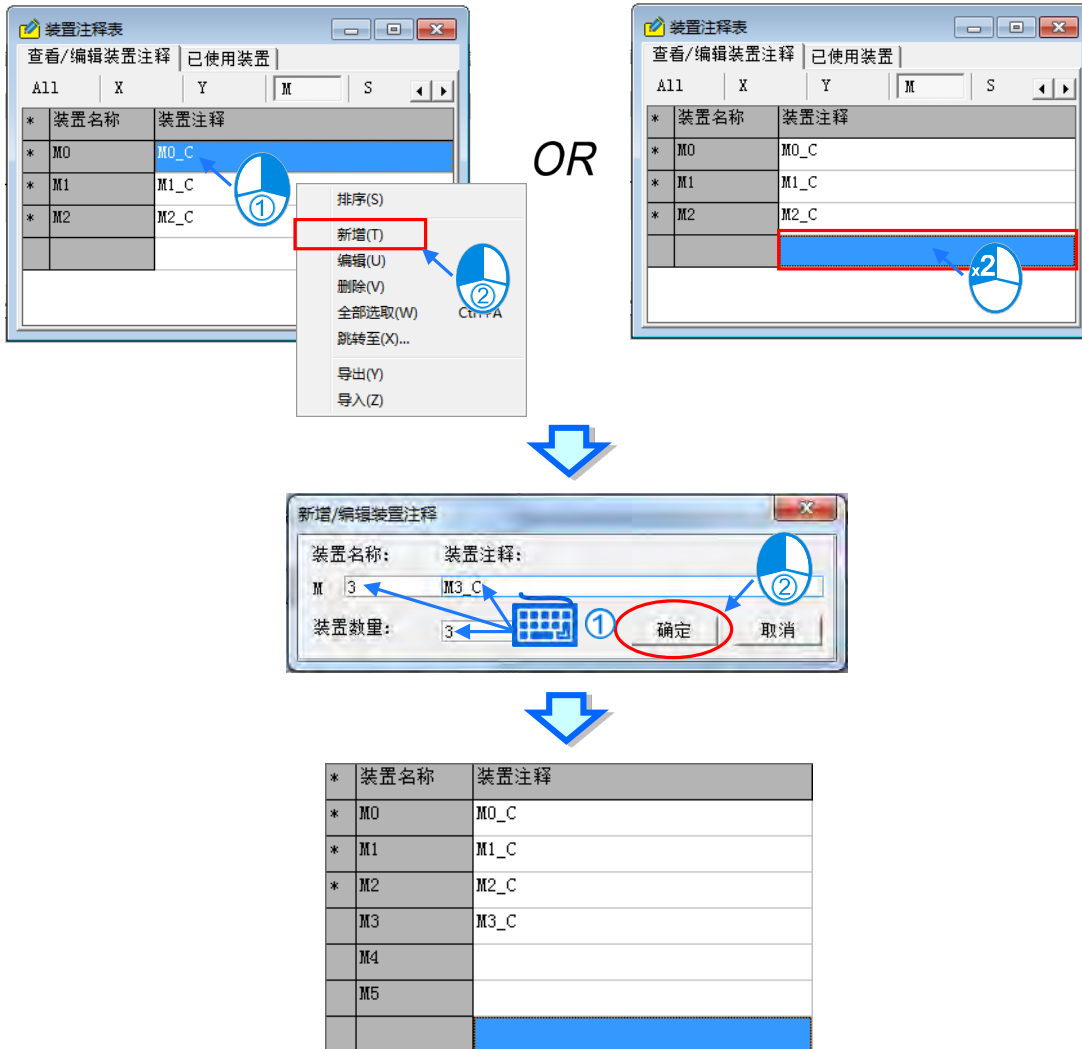 装置注释表
查看/编辑装置注释 已使用装置
All X Y M S
* 装置名称 装置注释
* M0 M0_C
* M1 M1_C
* M2 M2_C
①
排序(S)
新增(T)
编辑(U)
删除(V)
全部选取(W)
跳转至(X)...
导出(Y)
导入(Z)
②
OR
装置注释表
查看/编辑装置注释 已使用装置
All X Y M S
* 装置名称 装置注释
* M0 M0_C
* M1 M1_C
* M2 M2_C
x2
新增/编辑装置注释
装置名称: 装置注释:
M 3 M3_C
装置数量: 3 ① 确定 取消
②
* 装置名称 装置注释
* M0 M0_C
* M1 M1_C
* M2 M2_C
M3 M3_C
M4
M5